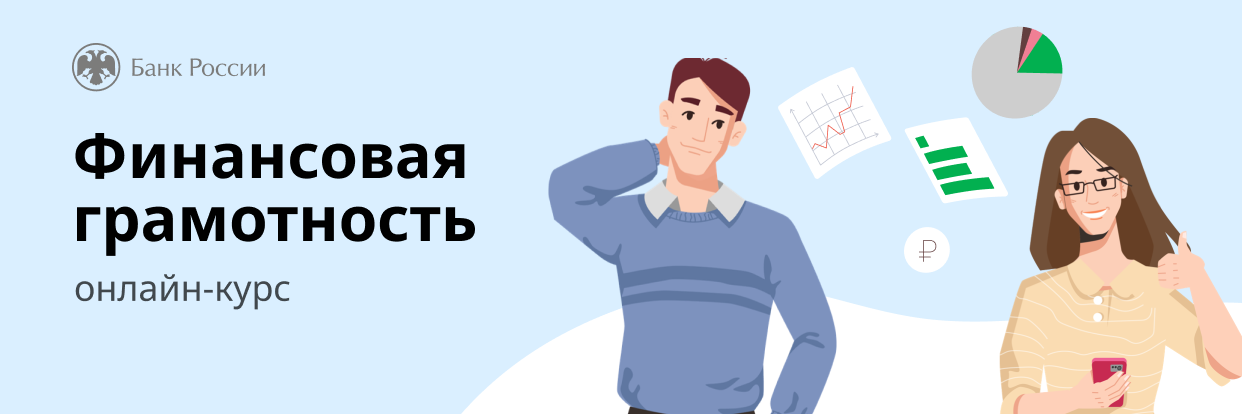 Банк России
Финансовая
грамотность
онлайн-курс
₽